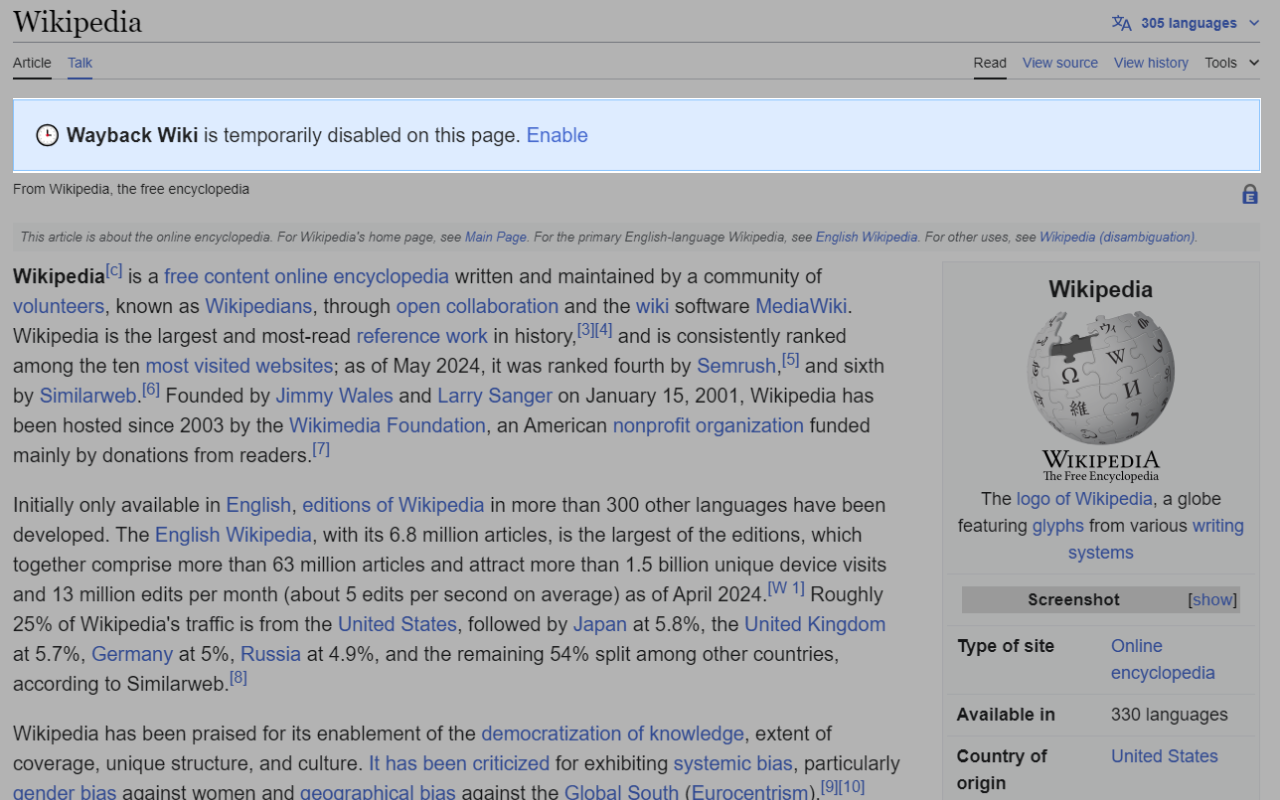 Wikipedia
305 languages
Article Talk
Read View source View history Tools
Wayback Wiki is temporarily disabled on this page. Enable
From Wikipedia, the free encyclopedia
E
This article is about the online encyclopedia. For Wikipedia's home page, see Main Page. For the primary English-language Wikipedia, see English Wikipedia. For other uses, see Wikipedia (disambiguation).
Wikipedia[c] is a free content online encyclopedia written and maintained by a community of
volunteers, known as Wikipedians, through open collaboration and the wiki software MediaWiki.
Wikipedia is the largest and most-read reference work in history,[3][4] and is consistently ranked
among the ten most visited websites; as of May 2024, it was ranked fourth by Semrush,[5] and sixth
by Similarweb.[6] Founded by Jimmy Wales and Larry Sanger on January 15, 2001, Wikipedia has
been hosted since 2003 by the Wikimedia Foundation, an American nonprofit organization funded
mainly by donations from readers.[7]
Initially only available in English, editions of Wikipedia in more than 300 other languages have been
developed. The English Wikipedia, with its 6.8 million articles, is the largest of the editions, which
together comprise more than 63 million articles and attract more than 1.5 billion unique device visits
and 13 million edits per month (about 5 edits per second on average) as of April 2024.[W 1] Roughly
25% of Wikipedia's traffic is from the United States, followed by Japan at 5.8%, the United Kingdom
at 5.7%, Germany at 5%, Russia at 4.9%, and the remaining 54% split among other countries,
according to Similarweb.[8]
Wikipedia has been praised for its enablement of the democratization of knowledge, extent of
coverage, unique structure, and culture. It has been criticized for exhibiting systemic bias, particularly
gender bias against women and geographical bias against the Global South (Eurocentrism).[9][10]
Wikipedia
W
Ω
И
維
7
WIKIPEDIA
The Free Encyclopedia
The logo of Wikipedia, a globe
featuring glyphs from various writing
systems
Screenshot [show]
Type of site Online
encyclopedia
Available in 330 languages
Country of United States
origin